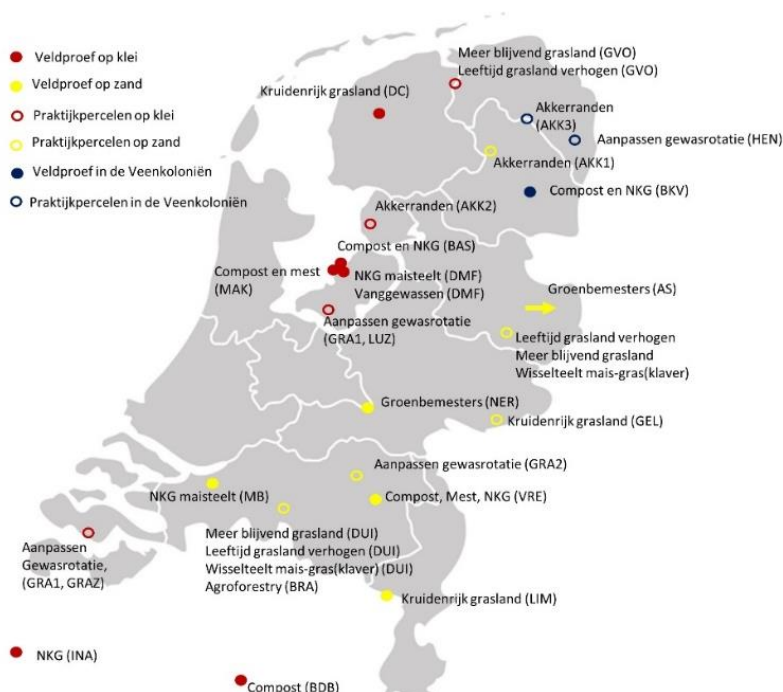 Veldproef op klei
Veldproef op zand
Praktijkpercelen op klei
Praktijkpercelen op zand
Veldproef in de Veenkoloniën
Praktijkpercelen in de Veenkoloniën
Meer blijvend grasland (GVO)
Leeftijd grasland verhogen (GVO)
Kruidenrijk grasland (DC)
Akkerranden
(AKK3)
Aanpassen gewasrotatie (HEN)
Akkerranden (AKK1)
Compost en NKG (BKV)
Akkerranden (AKK2)
Compost en NKG (BAS)
Compost en mest
(MAK)
NKG maisteelt (DMF)
Vanggewassen (DMF)
Groenbemesters (AS)
Aanpassen gewasrotatie
(GRA1, LUZ)
Leeftijd grasland verhogen
Meer blijvend grasland
Wisselteelt mais-gras(klaver)
Groenbemesters (NER)
Kruidenrijk grasland (GEL)
Aanpassen gewasrotatie (GRA2)
NKG maisteelt (MB)
Compost, Mest, NKG (VRE)
Aanpassen
Gewasrotatie,
(GRA1, GRAZ)
Meer blijvend grasland (DUI)
Leeftijd grasland verhogen (DUI)
Wisselteelt mais-gras(klaver) (DUI)
Agroforestry (BRA)
Kruidenrijk grasland (LIM)
NKG (INA)
Compost (BDB)